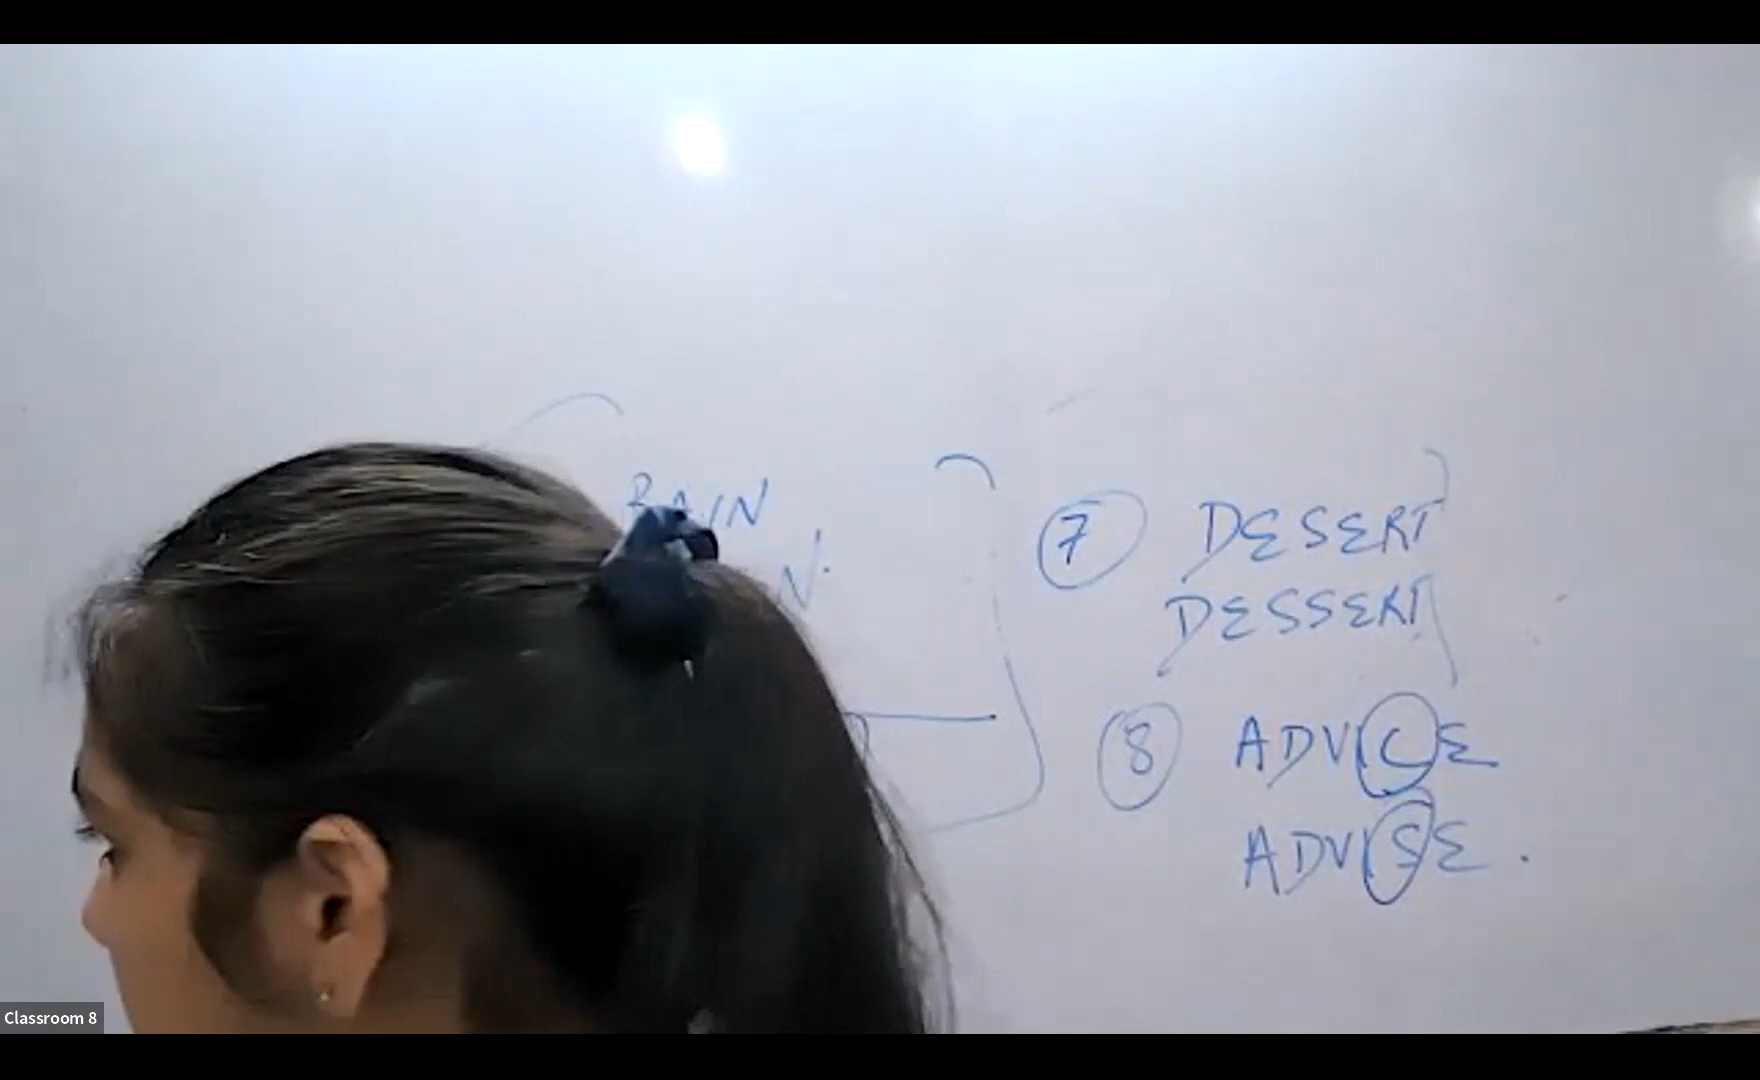 RAIN
7 DESERT
DESSERT
8 ADVICE
ADVISE.
Classroom 8